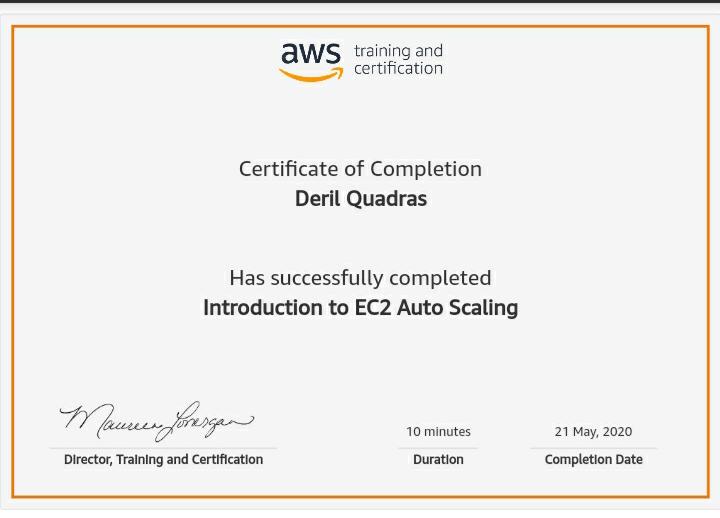 aws training and
certification
Certificate of Completion
Deril Quadras
Has successfully completed
Introduction to EC2 Auto Scaling
Maureen Lonergan
10 minutes
21 May, 2020
Director, Training and Certification
Duration
Completion Date